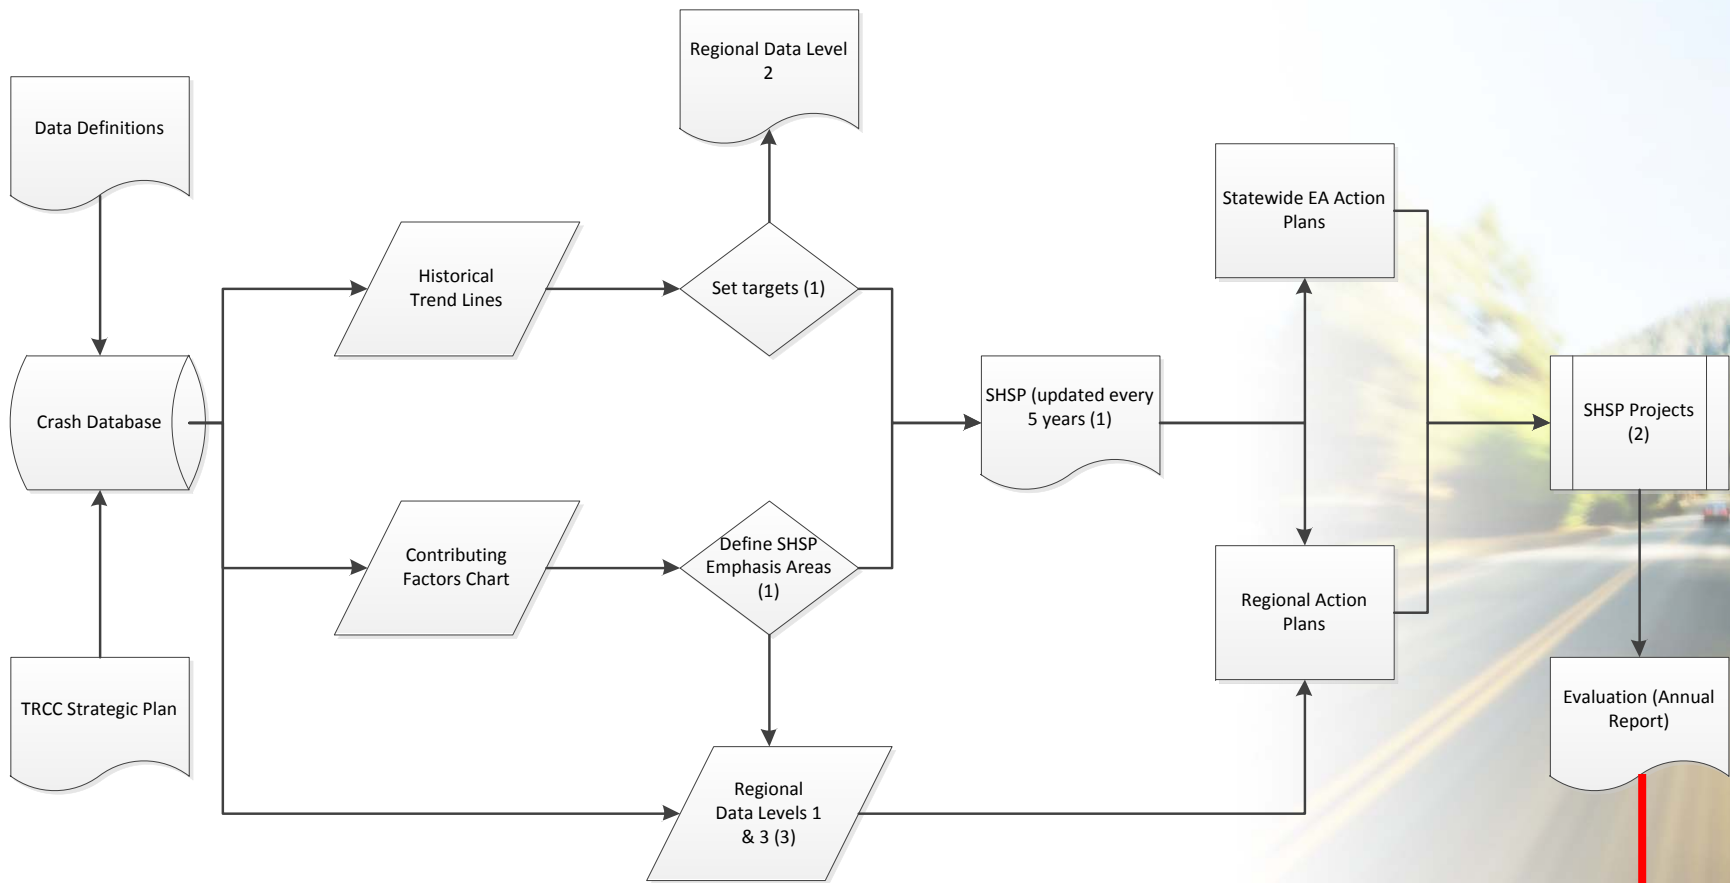 Regional Data Level
2
Data Definitions
Statewide EA Action
Plans
Historical
Trend Lines
Set targets (1)
Crash Database
SHSP (updated every
5 years (1)
SHSP Projects
(2)
Contributing
Factors Chart
Define SHSP
Emphasis Areas
(1)
Regional Action
Plans
TRCC Strategic Plan
Evaluation (Annual
Report)
Regional
Data Levels 1
& 3 (3)